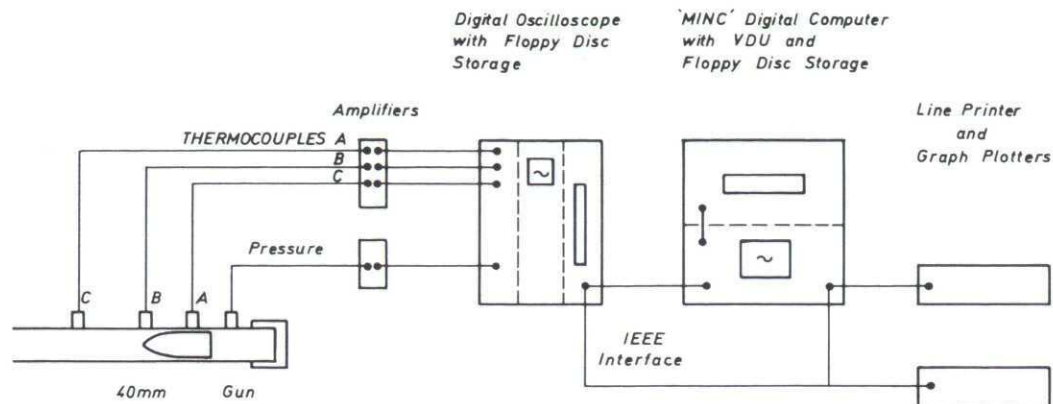 Digital Oscilloscope
with Floppy Disc
Storage
'MINC' Digital Computer
with VDU and
Floppy Disc Storage
Amplifiers
Line Printer
and
Graph Plotters
THERMOCOUPLES A
B
C
Pressure
C B A
IEEE
Interface
40mm Gun